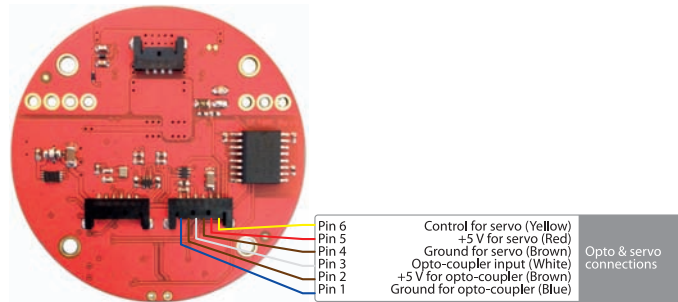 Pin 6 Control for servo (Yellow)
Pin 5 +5 V for servo (Red)
Pin 4 Ground for servo (Brown)
Pin 3 Opto-coupler input (White)
Pin 2 +5 V for opto-coupler (Brown)
Pin 1 Ground for opto-coupler (Blue)
Opto & servo
connections